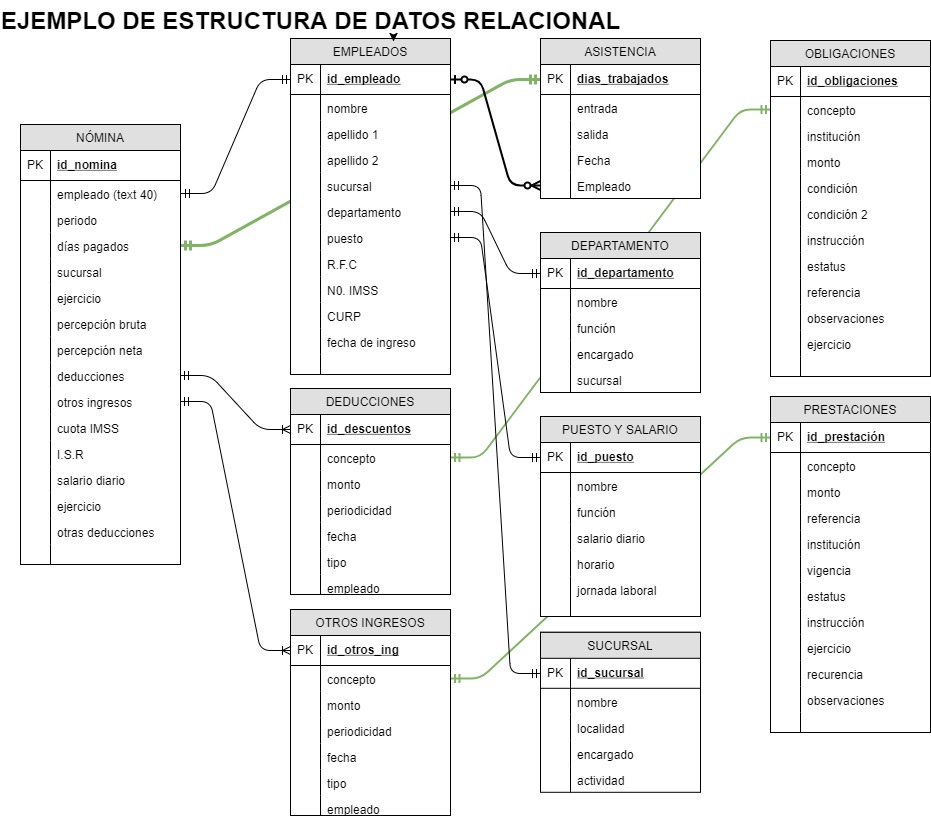 EJEMPLO DE ESTRUCTURA DE DATOS RELACIONAL
NÓMINA
PK id_nomina
empleado (text 40)
periodo
días pagados
sucursal
ejercicio
percepción bruta
percepción neta
deducciones
otros ingresos
cuota IMSS
I.S.R
salario diario
ejercicio
otras deducciones
EMPLEADOS
PK id_empleado
nombre
apellido 1
apellido 2
sucursal
departamento
puesto
R.F.C
N0. IMSS
CURP
fecha de ingreso
DEDUCCIONES
PK id_descuentos
concepto
monto
periodicidad
fecha
tipo
empleado
OTROS INGRESOS
PK id_otros_ing
concepto
monto
periodicidad
fecha
tipo
empleado
ASISTENCIA
PK dias_trabajados
entrada
salida
Fecha
Empleado
DEPARTAMENTO
PK id_departamento
nombre
función
encargado
sucursal
PUESTO Y SALARIO
PK id_puesto
nombre
función
salario diario
horario
jornada laboral
SUCURSAL
PK id_sucursal
nombre
localidad
encargado
actividad
OBLIGACIONES
PK id_obligaciones
concepto
institución
monto
condición
condición 2
instrucción
estatus
referencia
observaciones
ejercicio
PRESTACIONES
PK id_prestación
concepto
monto
referencia
institución
vigencia
estatus
instrucción
ejercicio
recurencia
observaciones